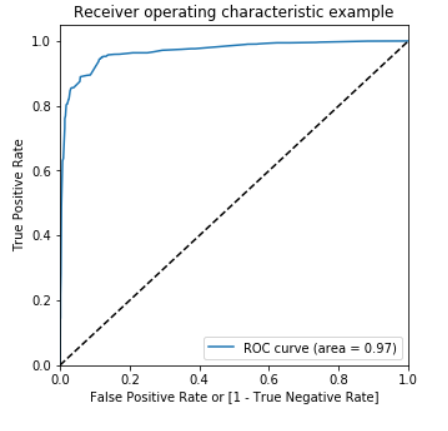 Receiver operating characteristic example
1.0
0.8
0.6
0.4
0.2
0.0
True Positive Rate
ROC curve (area = 0.97)
0.0 0.2 0.4 0.6 0.8 1.0
False Positive Rate or [1 - True Negative Rate]